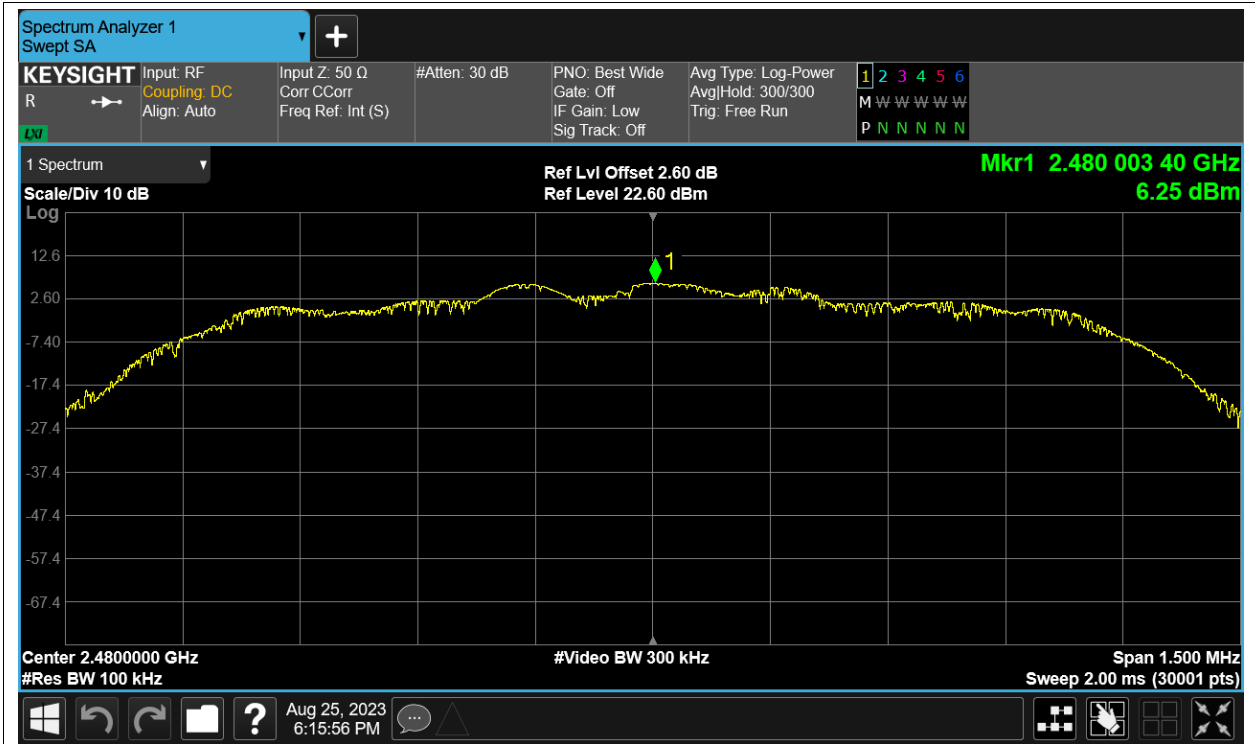 Spectrum Analyzer 1
Swept SA
+
KEYSIGHT
R
LXI
Input: RF
Coupling: DC
Align: Auto
Input Z: 50 Ω
Corr CCorr
Freq Ref: Int (S)
#Atten: 30 dB
PNO: Best Wide
Gate: Off
IF Gain: Low
Sig Track: Off
Avg Type: Log-Power
Avg|Hold: 300/300
Trig: Free Run
1 2 3 4 5 6
M W W W W W
P N N N N N
1 Spectrum
Scale/Div 10 dB
Log
Ref Lvl Offset 2.60 dB
Ref Level 22.60 dBm
Mkr1 2.480 003 40 GHz
6.25 dBm
1
12.6
2.60
-7.40
-17.4
-27.4
-37.4
-47.4
-57.4
-67.4
Center 2.4800000 GHz
#Res BW 100 kHz
#Video BW 300 kHz
Span 1.500 MHz
Sweep 2.00 ms (30001 pts)
?
Aug 25, 2023
6:15:56 PM